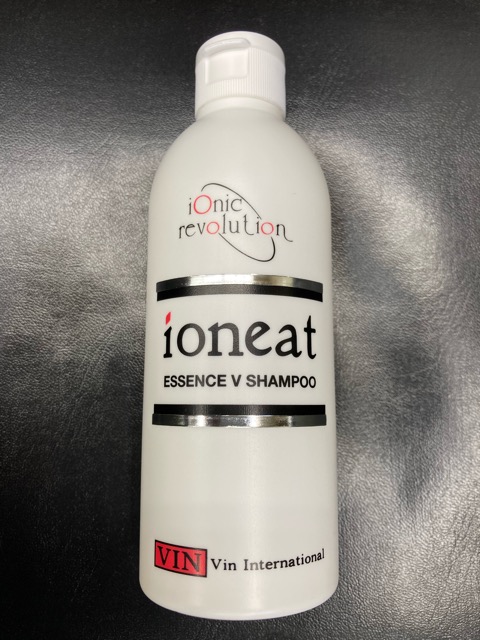 iOnic
revolution
ioneat
ESSENCE V SHAMPOO
VIN Vin International